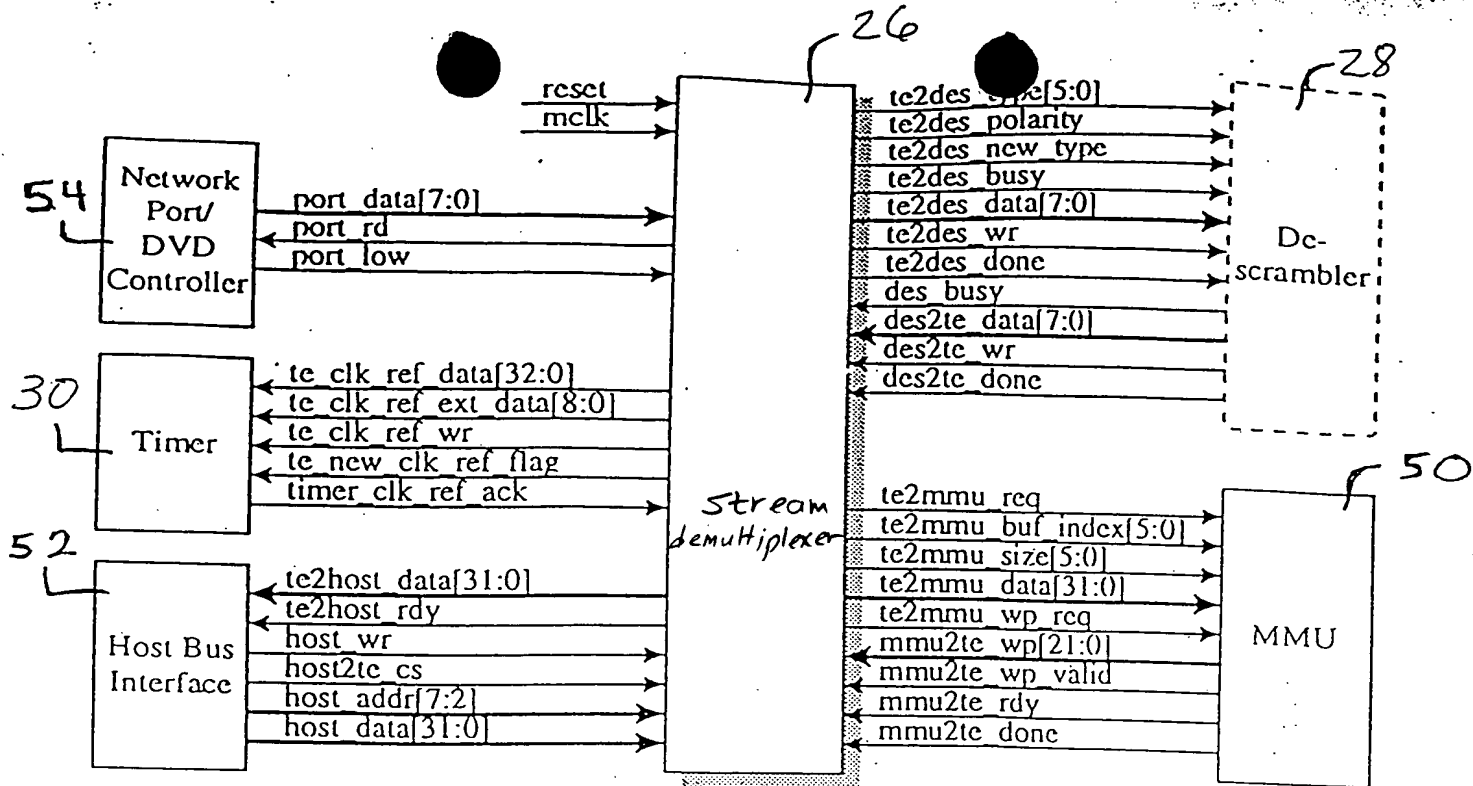 26
28
reset
mclk
54
Network
Port/
DVD
Controller
port_data[7:0]
port_rd
port_low
te2des_type[5:0]
te2des_polarity
te2des_new_type
te2des_busy
te2des_data[7:0]
te2des_wr
te2des_done
des_busy
des2te_data[7:0]
des2te_wr
des2te_done
De-
scrambler
30
Timer
te_clk_ref_data[32:0]
te_clk_ref_ext_data[8:0]
te_clk_ref_wr
te_new_clk_ref_flag
timer_clk_ref_ack
Stream
demultiplexer
50
52
Host Bus
Interface
te2host_data[31:0]
te2host_rdy
host_wr
host2te_cs
host_addr[7:2]
host_data[31:0]
te2mmu_req
te2mmu_buf_index[5:0]
te2mmu_size[5:0]
te2mmu_data[31:0]
te2mmu_wp_req
mmu2te_wp[21:0]
mmu2te_wp_valid
mmu2te_rdy
mmu2te_done
MMU